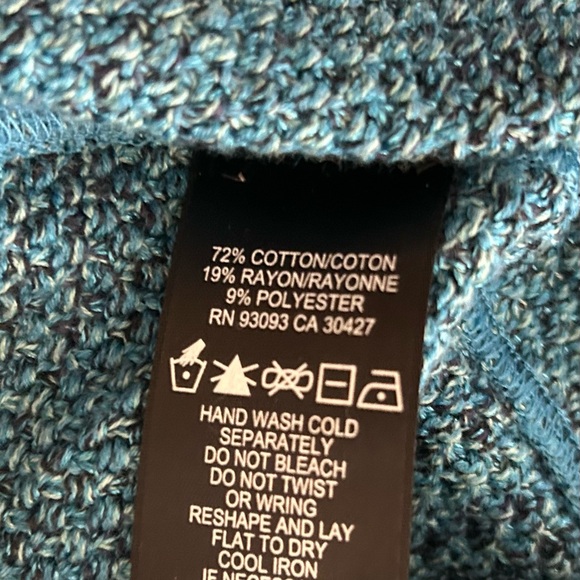 72% COTTON/COTON
19% RAYON/RAYONNE
9% POLYESTER
RN 93093 CA 30427
HAND WASH COLD
SEPARATELY
DO NOT BLEACH
DO NOT TWIST
OR WRING
RESHAPE AND LAY
FLAT TO DRY
COOL IRON
IF